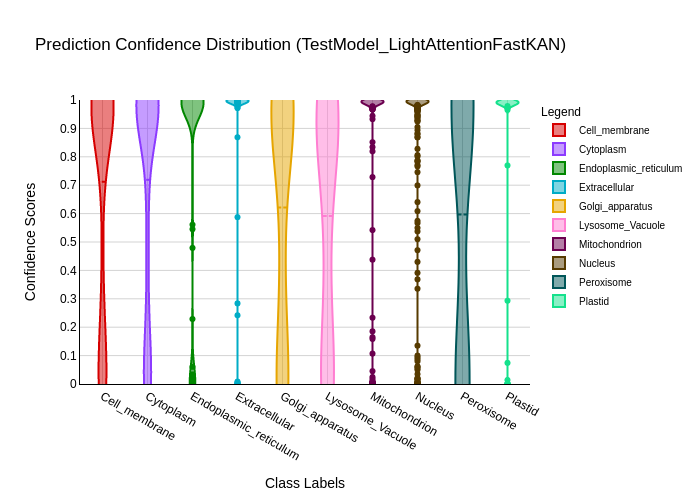 Prediction Confidence Distribution (TestModel_LightAttentionFastKAN)
Confidence Scores
1
0.9
0.8
0.7
0.6
0.5
0.4
0.3
0.2
0.1
0
Cell_membrane
Cytoplasm
Endoplasmic_reticulum
Extracellular
Golgi_apparatus
Lysosome_Vacuole
Mitochondrion
Nucleus
Peroxisome
Plastid
Class Labels
Legend
Cell_membrane
Cytoplasm
Endoplasmic_reticulum
Extracellular
Golgi_apparatus
Lysosome_Vacuole
Mitochondrion
Nucleus
Peroxisome
Plastid